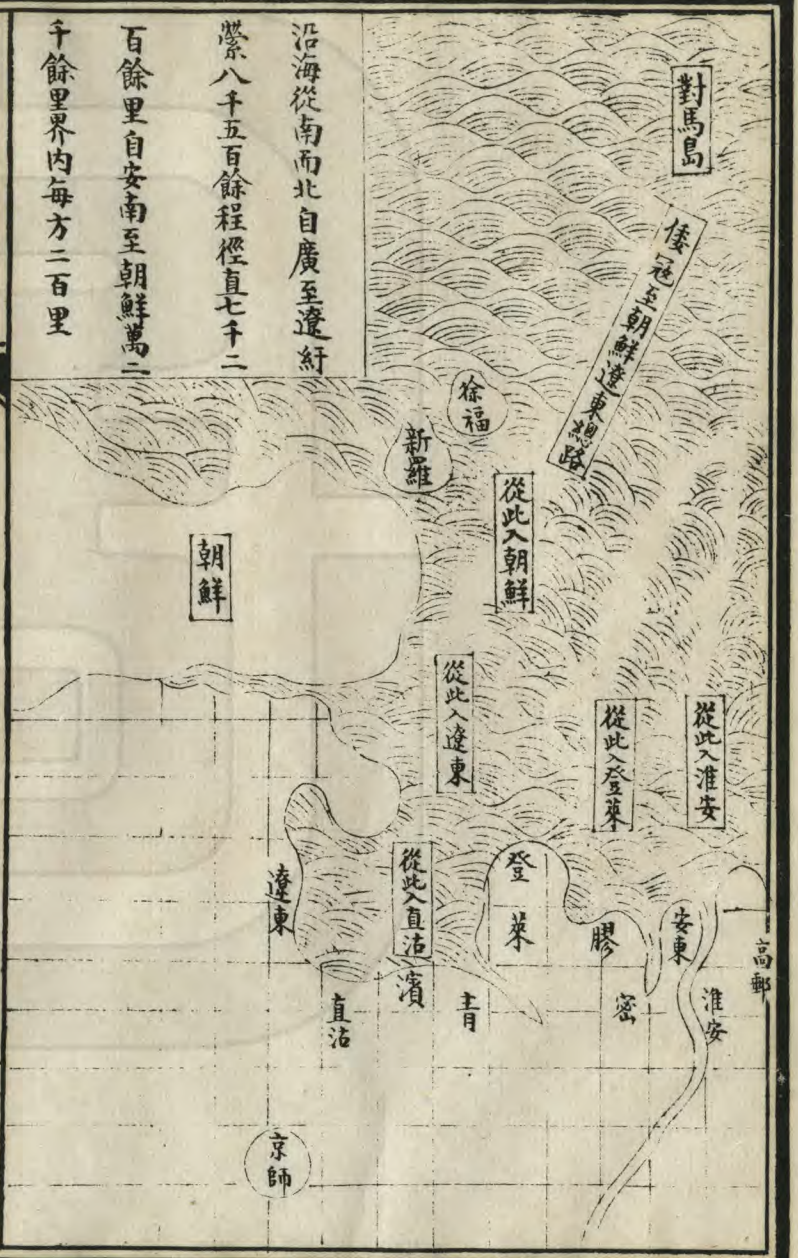 對馬島
倭寇至朝鮮遼東總路
沿海從南而北自廣至遼紆
縈八千五百餘程徑直七千二
百餘里自安南至朝鮮萬二
千餘里界内每方二百里
徐福
新羅
從此入朝鮮
朝鮮
從此入淮安
從此入登萊
從此入遼東
從此入直沽
高郵
淮安
安東
密
膠
登萊
青
濱
直沽
遼東
京師